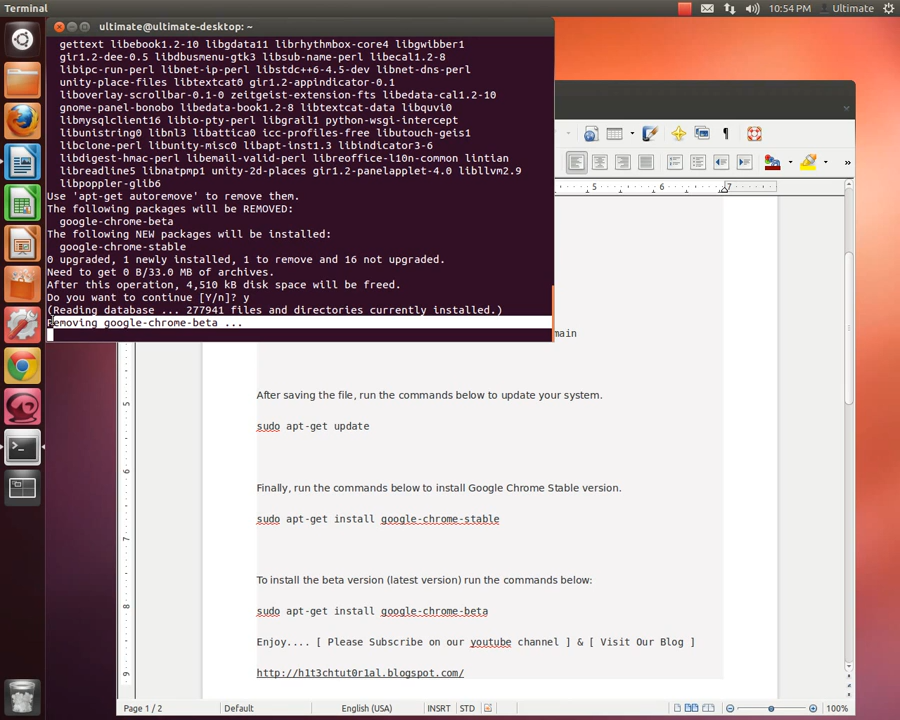 Terminal
10:54 PM
Ultimate
ultimate@ultimate-desktop: ~
gettext libebook1.2-10 libgdata11 librhythmbox-core4 libgwibber1
gir1.2-dee-0.5 libdbusmenu-gtk3 libsub-name-perl libecal1.2-8
libipc-run-perl libnet-ip-perl libstdc++6-4.5-dev libnet-dns-perl
unity-place-files libtextcat0 gir1.2-appindicator-0.1
liboverlay-scrollbar-0.1-0 zeitgeist-extension-fts libedata-cal1.2-10
gnome-panel-bonobo libedata-book1.2-8 libtextcat-data libquvi0
libmysqlclient16 libio-pty-perl libgrail1 python-wsgi-intercept
libunistring0 libnl3 libattica0 icc-profiles-free libutouch-geis1
libclone-perl libunity-misc0 libapt-inst1.3 libindicator3-6
libdigest-hmac-perl libemail-valid-perl libreoffice-l10n-common lintian
libreadline5 libnatpmp1 unity-2d-places gir1.2-panelapplet-4.0 libllvm2.9
libpoppler-glib6
Use 'apt-get autoremove' to remove them.
The following packages will be REMOVED:
google-chrome-beta
The following NEW packages will be installed:
google-chrome-stable
0 upgraded, 1 newly installed, 1 to remove and 16 not upgraded.
Need to get 0 B/33.0 MB of archives.
After this operation, 4,510 kB disk space will be freed.
Do you want to continue [Y/n]? y
(Reading database ... 277941 files and directories currently installed.)
Removing google-chrome-beta ...
5 6 7
main
After saving the file, run the commands below to update your system.
sudo apt-get update
Finally, run the commands below to install Google Chrome Stable version.
sudo apt-get install google-chrome-stable
To install the beta version (latest version) run the commands below:
sudo apt-get install google-chrome-beta
Enjoy.... [ Please Subscribe on our youtube channel ] & [ Visit Our Blog ]
http://h1t3chtut0r1al.blogspot.com/
5
6
7
8
9
Page 1 / 2 Default English (USA) INSRT STD 100%